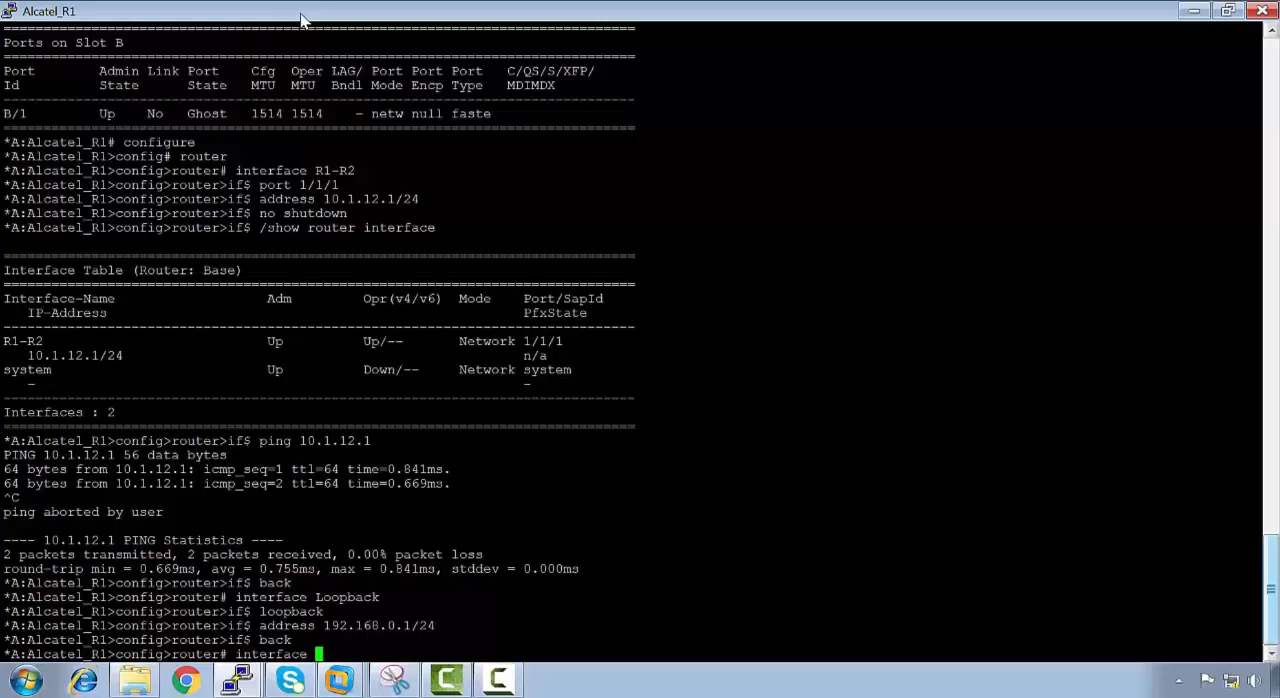 Alcatel_R1
===============================================================================
Ports on Slot B
===============================================================================
Port        Admin Link Port    Cfg  Oper LAG/ Port Port Port   C/QS/S/XFP/
Id          State      State   MTU  MTU  Bndl Mode Encp Type   MDIMDX
-------------------------------------------------------------------------------
B/1         Up    No   Ghost   1514 1514    - netw null faste
===============================================================================
*A:Alcatel_R1# configure
*A:Alcatel_R1>config# router
*A:Alcatel_R1>config>router# interface R1-R2
*A:Alcatel_R1>config>router>if$ port 1/1/1
*A:Alcatel_R1>config>router>if$ address 10.1.12.1/24
*A:Alcatel_R1>config>router>if$ no shutdown
*A:Alcatel_R1>config>router>if$ /show router interface
===============================================================================
Interface Table (Router: Base)
===============================================================================
Interface-Name                   Adm         Opr(v4/v6)  Mode    Port/SapId
   IP-Address                                                    PfxState
-------------------------------------------------------------------------------
R1-R2                            Up          Up/--       Network 1/1/1
   10.1.12.1/24                                                  n/a
system                           Up          Down/--     Network system
   -                                                             -
-------------------------------------------------------------------------------
Interfaces : 2
===============================================================================
*A:Alcatel_R1>config>router>if$ ping 10.1.12.1
PING 10.1.12.1 56 data bytes
64 bytes from 10.1.12.1: icmp_seq=1 ttl=64 time=0.841ms.
64 bytes from 10.1.12.1: icmp_seq=2 ttl=64 time=0.669ms.
^C
ping aborted by user
---- 10.1.12.1 PING Statistics ----
2 packets transmitted, 2 packets received, 0.00% packet loss
round-trip min = 0.669ms, avg = 0.755ms, max = 0.841ms, stddev = 0.000ms
*A:Alcatel_R1>config>router>if$ back
*A:Alcatel_R1>config>router# interface Loopback
*A:Alcatel_R1>config>router>if$ loopback
*A:Alcatel_R1>config>router>if$ address 192.168.0.1/24
*A:Alcatel_R1>config>router>if$ back
*A:Alcatel_R1>config>router# interface